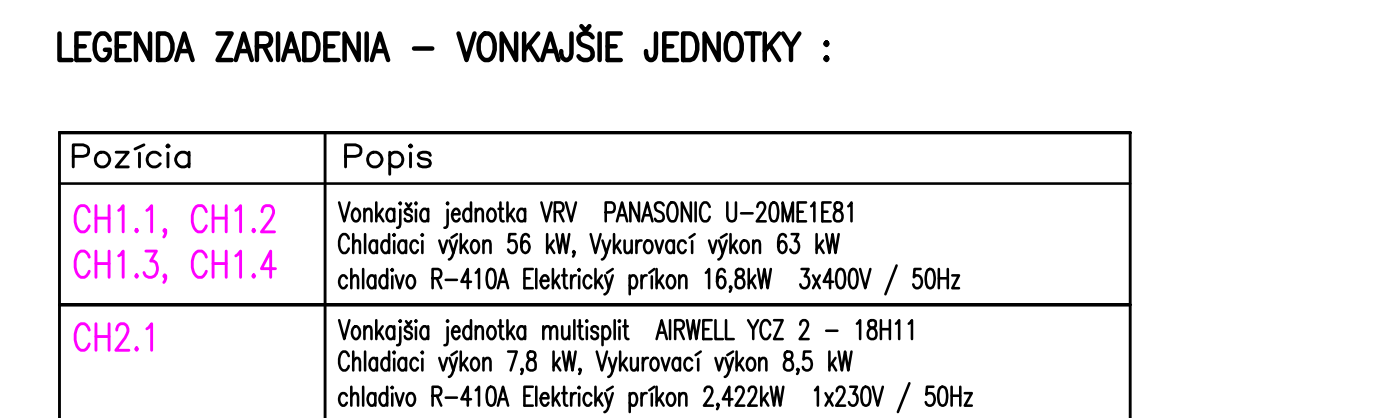 LEGENDA ZARIADENIA – VONKAJŠIE JEDNOTKY :
Pozícia
Popis
CH1.1, CH1.2
CH1.3, CH1.4
Vonkajšia jednotka VRV PANASONIC U–20ME1E81
Chladiaci výkon 56 kW, Vykurovací výkon 63 kW
chladivo R–410A Elektrický príkon 16,8kW 3x400V / 50Hz
CH2.1
Vonkajšia jednotka multisplit AIRWELL YCZ 2 – 18H11
Chladiaci výkon 7,8 kW, Vykurovací výkon 8,5 kW
chladivo R–410A Elektrický príkon 2,422kW 1x230V / 50Hz